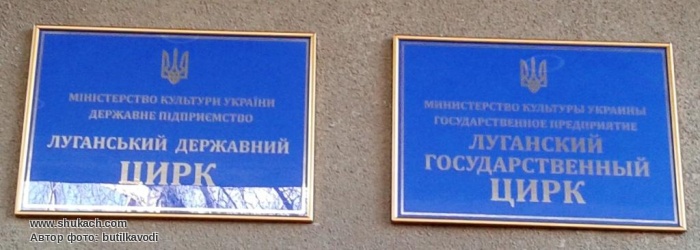 МІНІСТЕРСТВО КУЛЬТУРИ УКРАЇНИ
ДЕРЖАВНЕ ПІДПРИЄМСТВО
ЛУГАНСЬКИЙ ДЕРЖАВНИЙ
ЦИРК
МИНИСТЕРСТВО КУЛЬТУРЫ УКРАИНЫ
ГОСУДАРСТВЕННОЕ ПРЕДПРИЯТИЕ
ЛУГАНСКИЙ
ГОСУДАРСТВЕННЫЙ
ЦИРК
www.shukach.com
Автор фото: butilkavodi